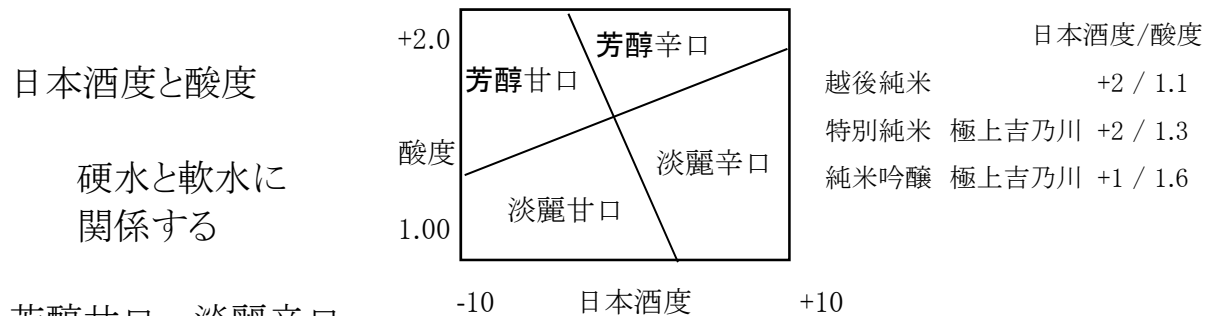 日本酒度と酸度
硬水と軟水に
関係する
+2.0
酸度
1.00
芳醇辛口
芳醇甘口
淡麗辛口
淡麗甘口
-10 日本酒度 +10
日本酒度/酸度
越後純米 +2 / 1.1
特別純米 極上吉乃川 +2 / 1.3
純米吟醸 極上吉乃川 +1 / 1.6